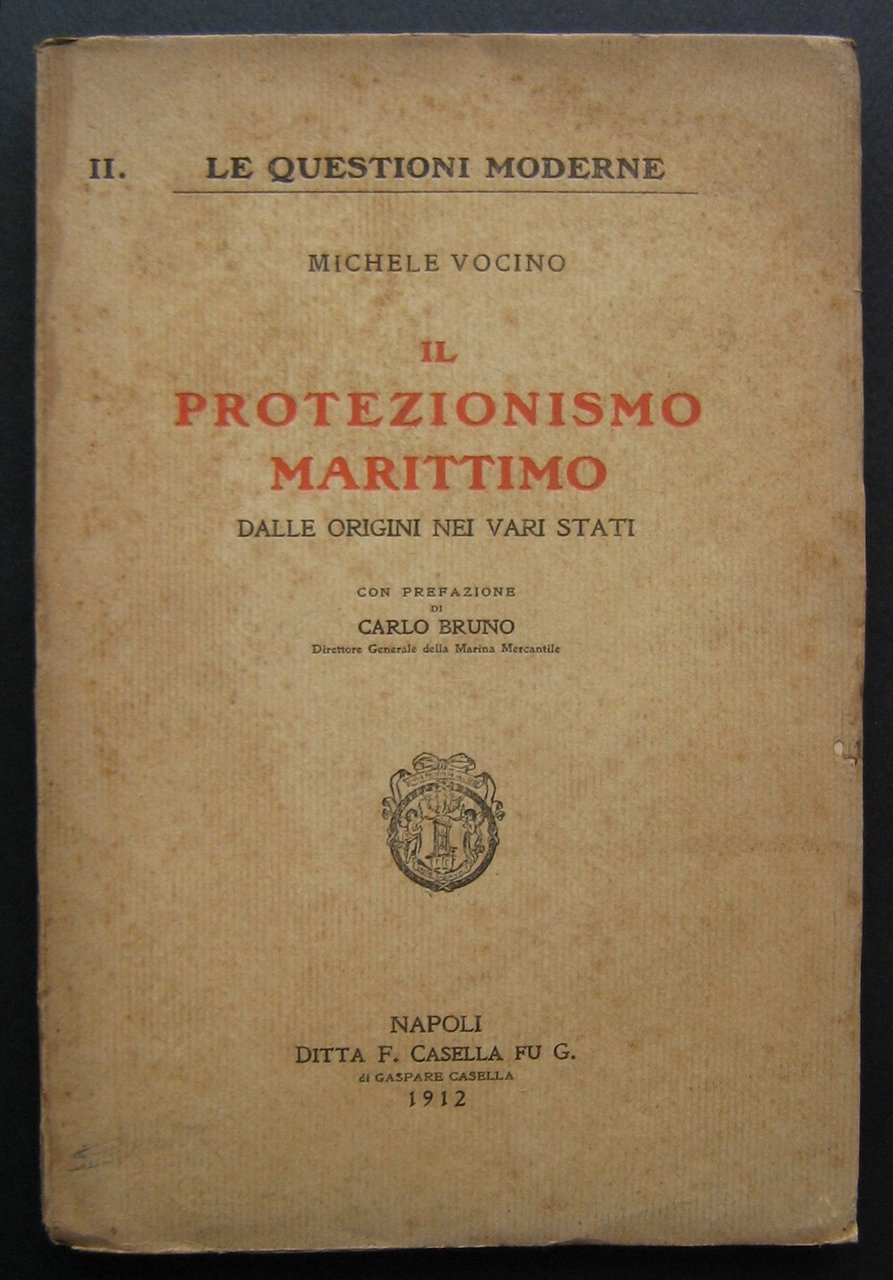 II. LE QUESTIONI MODERNE
MICHELE VOCINO
IL
PROTEZIONISMO
MARITTIMO
DALLE ORIGINI NEI VARI STATI
CON PREFAZIONE
DI
CARLO BRUNO
Direttore Generale della Marina Mercantile
NAPOLI
DITTA F. CASELLA FU G.
di GASPARE CASELLA
1912